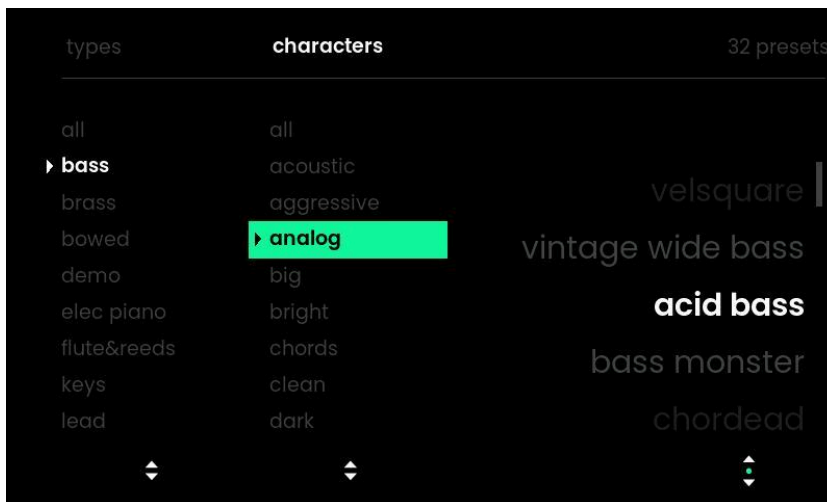 types characters 32 presets
all all
bass acoustic
brass aggressive velsquare
bowed analog vintage wide bass
demo big
elec piano bright acid bass
flute&reeds chords bass monster
keys clean
lead dark chordead